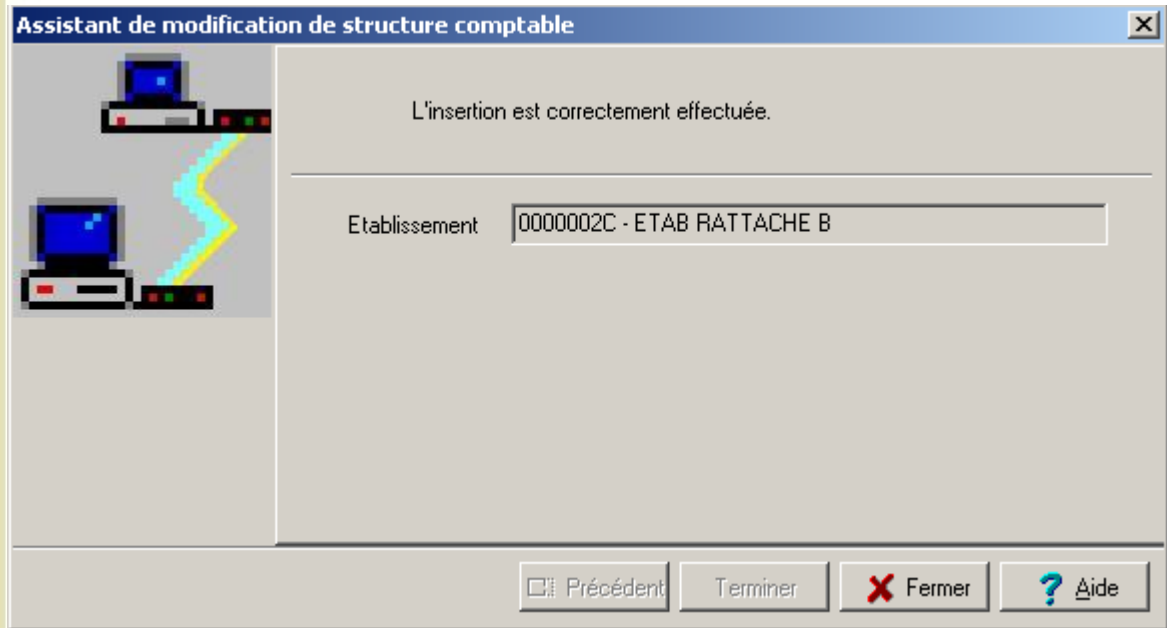 Assistant de modification de structure comptable
L'insertion est correctement effectuée.
Etablissement 0000002C - ETAB RATTACHE B
Précédent Terminer Fermer Aide